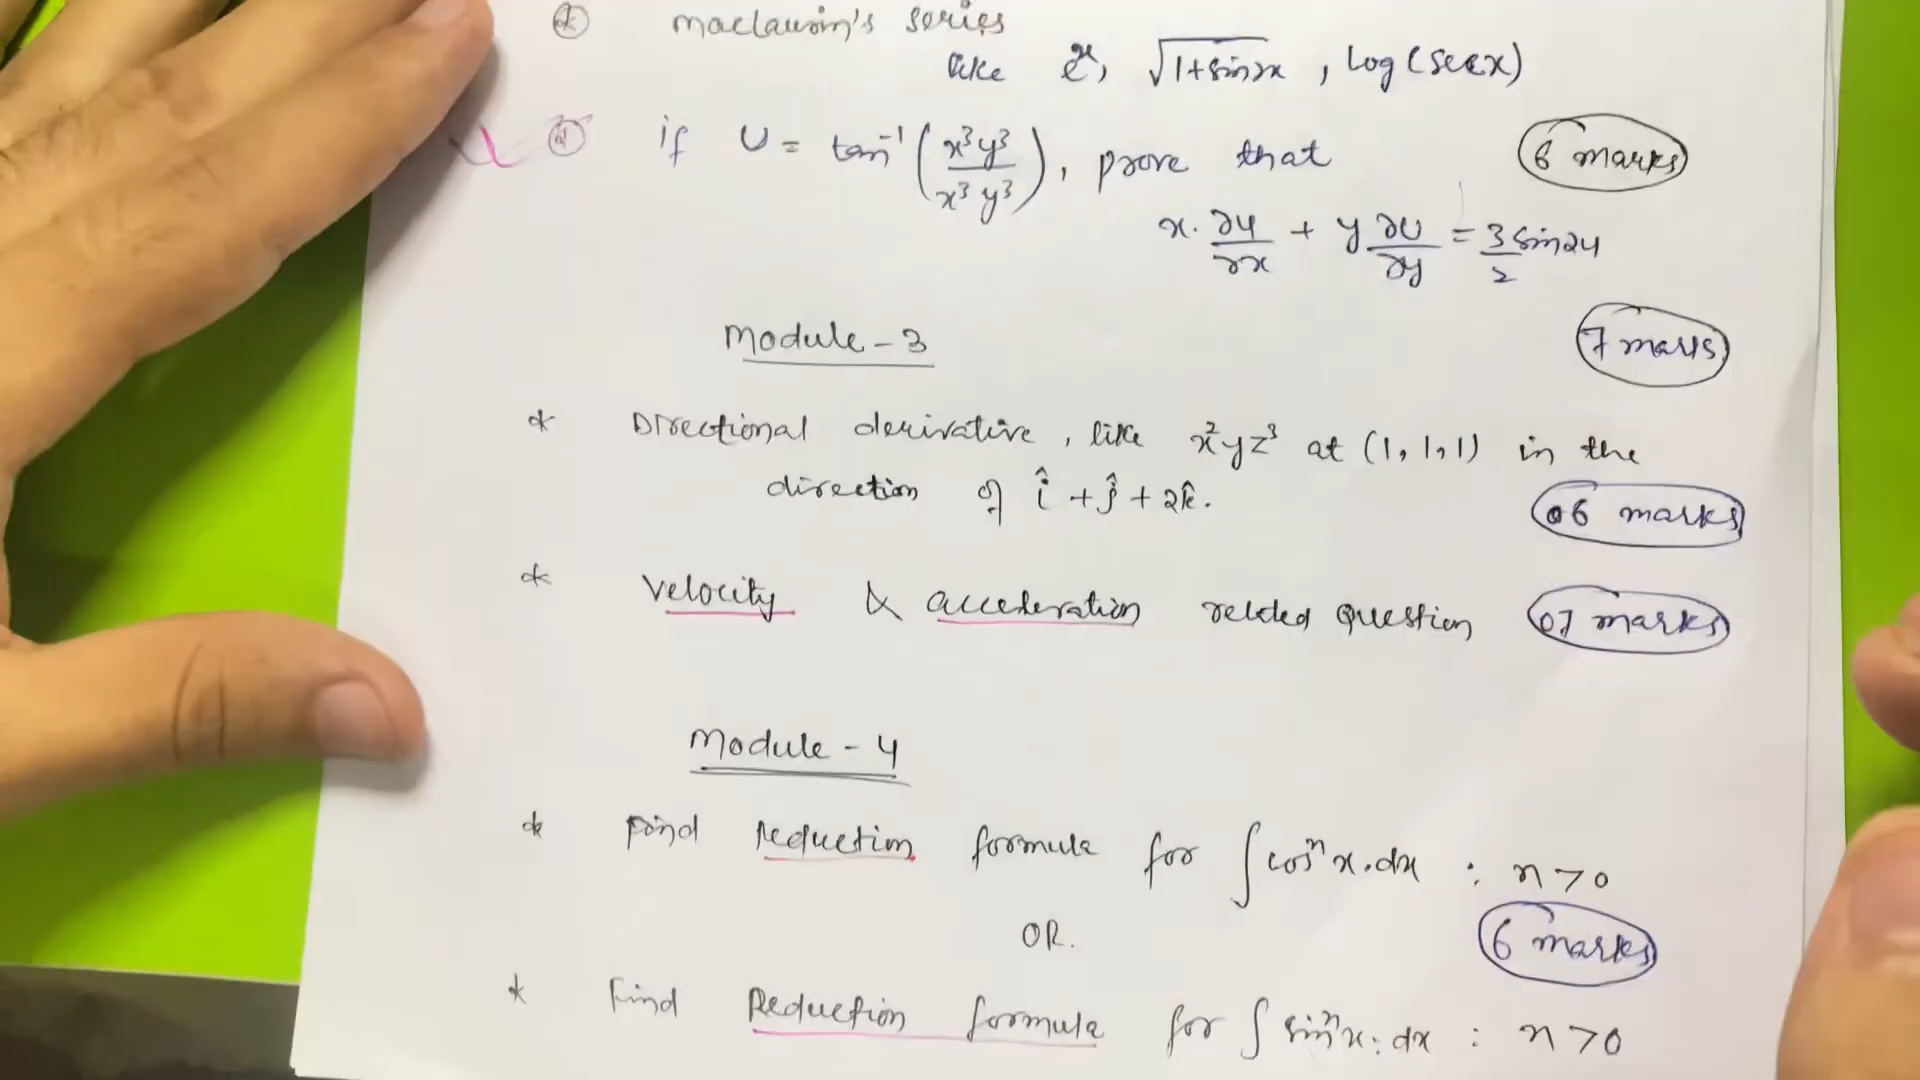 * maclaurin's series
like e^x, √1+sin2x , log(secx)
* if U = tan⁻¹(x³y³/x³y³), prove that 6 marks
x. ∂u/∂x + y ∂u/∂y = 3/2 sin2u
Module-3 7 marks
* Directional derivative, like x²yz³ at (1,1,1) in the
direction of î + ĵ + 2k̂. 06 marks
* Velocity & acceleration related question 07 marks
Module-4
* Find reduction formula for ∫cosⁿx.dx : n>0
OR. 6 marks
* Find Reduction formula for ∫sinⁿx.dx : n>0